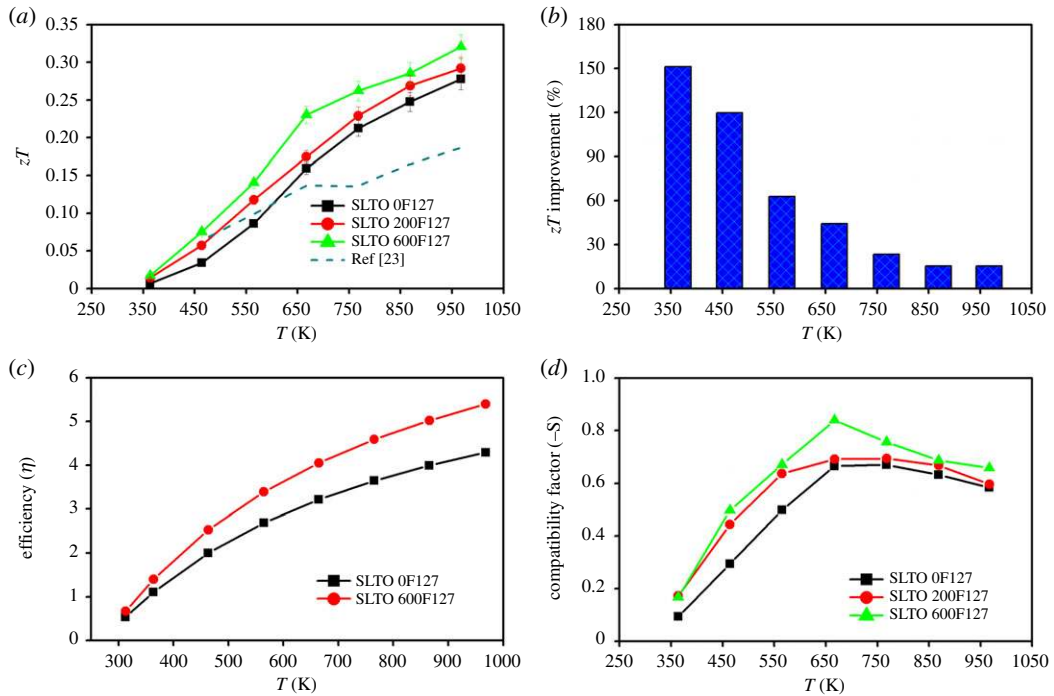 (a)
0.35
0.30
0.25
0.20
0.15
0.10
0.05
0
zT
SLTO 0F127
SLTO 200F127
SLTO 600F127
Ref [23]
250 350 450 550 650 750 850 950 1050
T (K)
(b)
180
150
120
90
60
30
0
zT improvement (%)
250 350 450 550 650 750 850 950 1050
T (K)
(c)
6
5
4
3
2
1
0
efficiency (η)
SLTO 0F127
SLTO 600F127
300 400 500 600 700 800 900 1000
T (K)
(d)
1.0
0.8
0.6
0.4
0.2
0
compatibility factor (–S)
SLTO 0F127
SLTO 200F127
SLTO 600F127
250 350 450 550 650 750 850 950 1050
T (K)